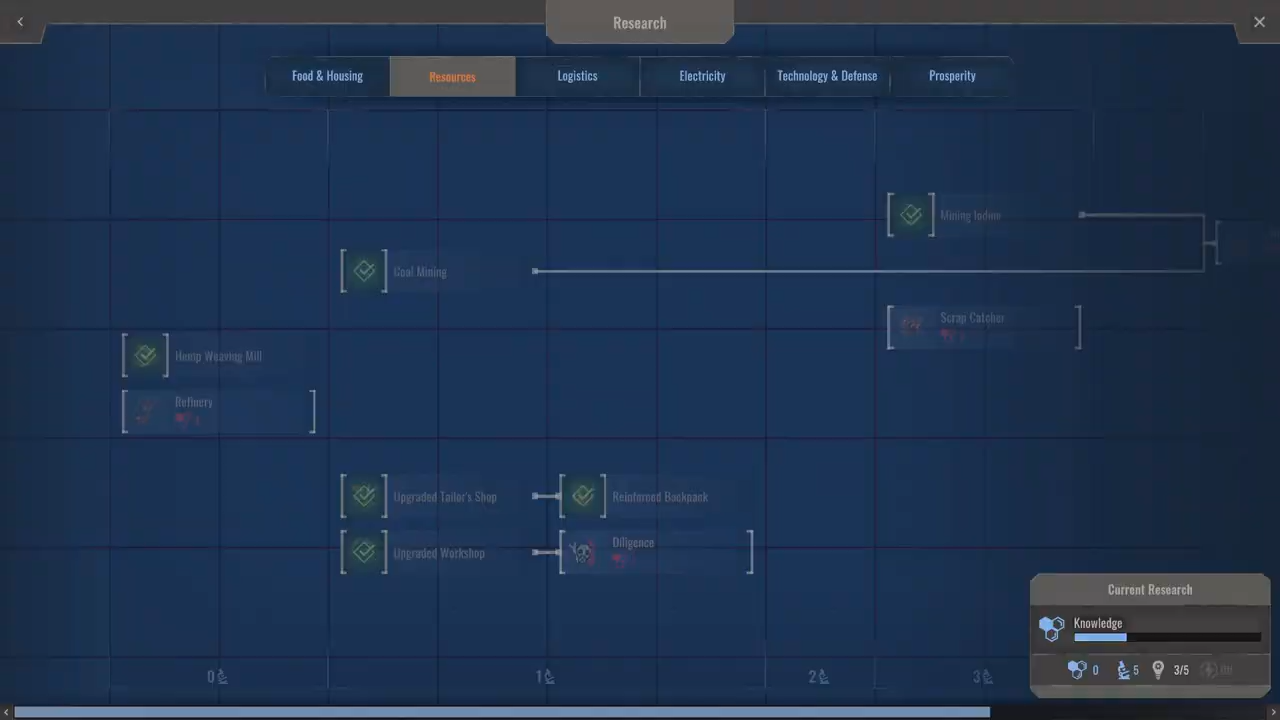 Research
Food & Housing
Resources
Logistics
Electricity
Technology & Defense
Prosperity
Mining Iodine
Coal Mining
Scrap Catcher
Hemp Weaving Mill
Refinery
Upgraded Tailor's Shop
Reinforced Backpack
Upgraded Workshop
Diligence
Current Research
Knowledge
0
5
3/5
Off
0
1
2
3